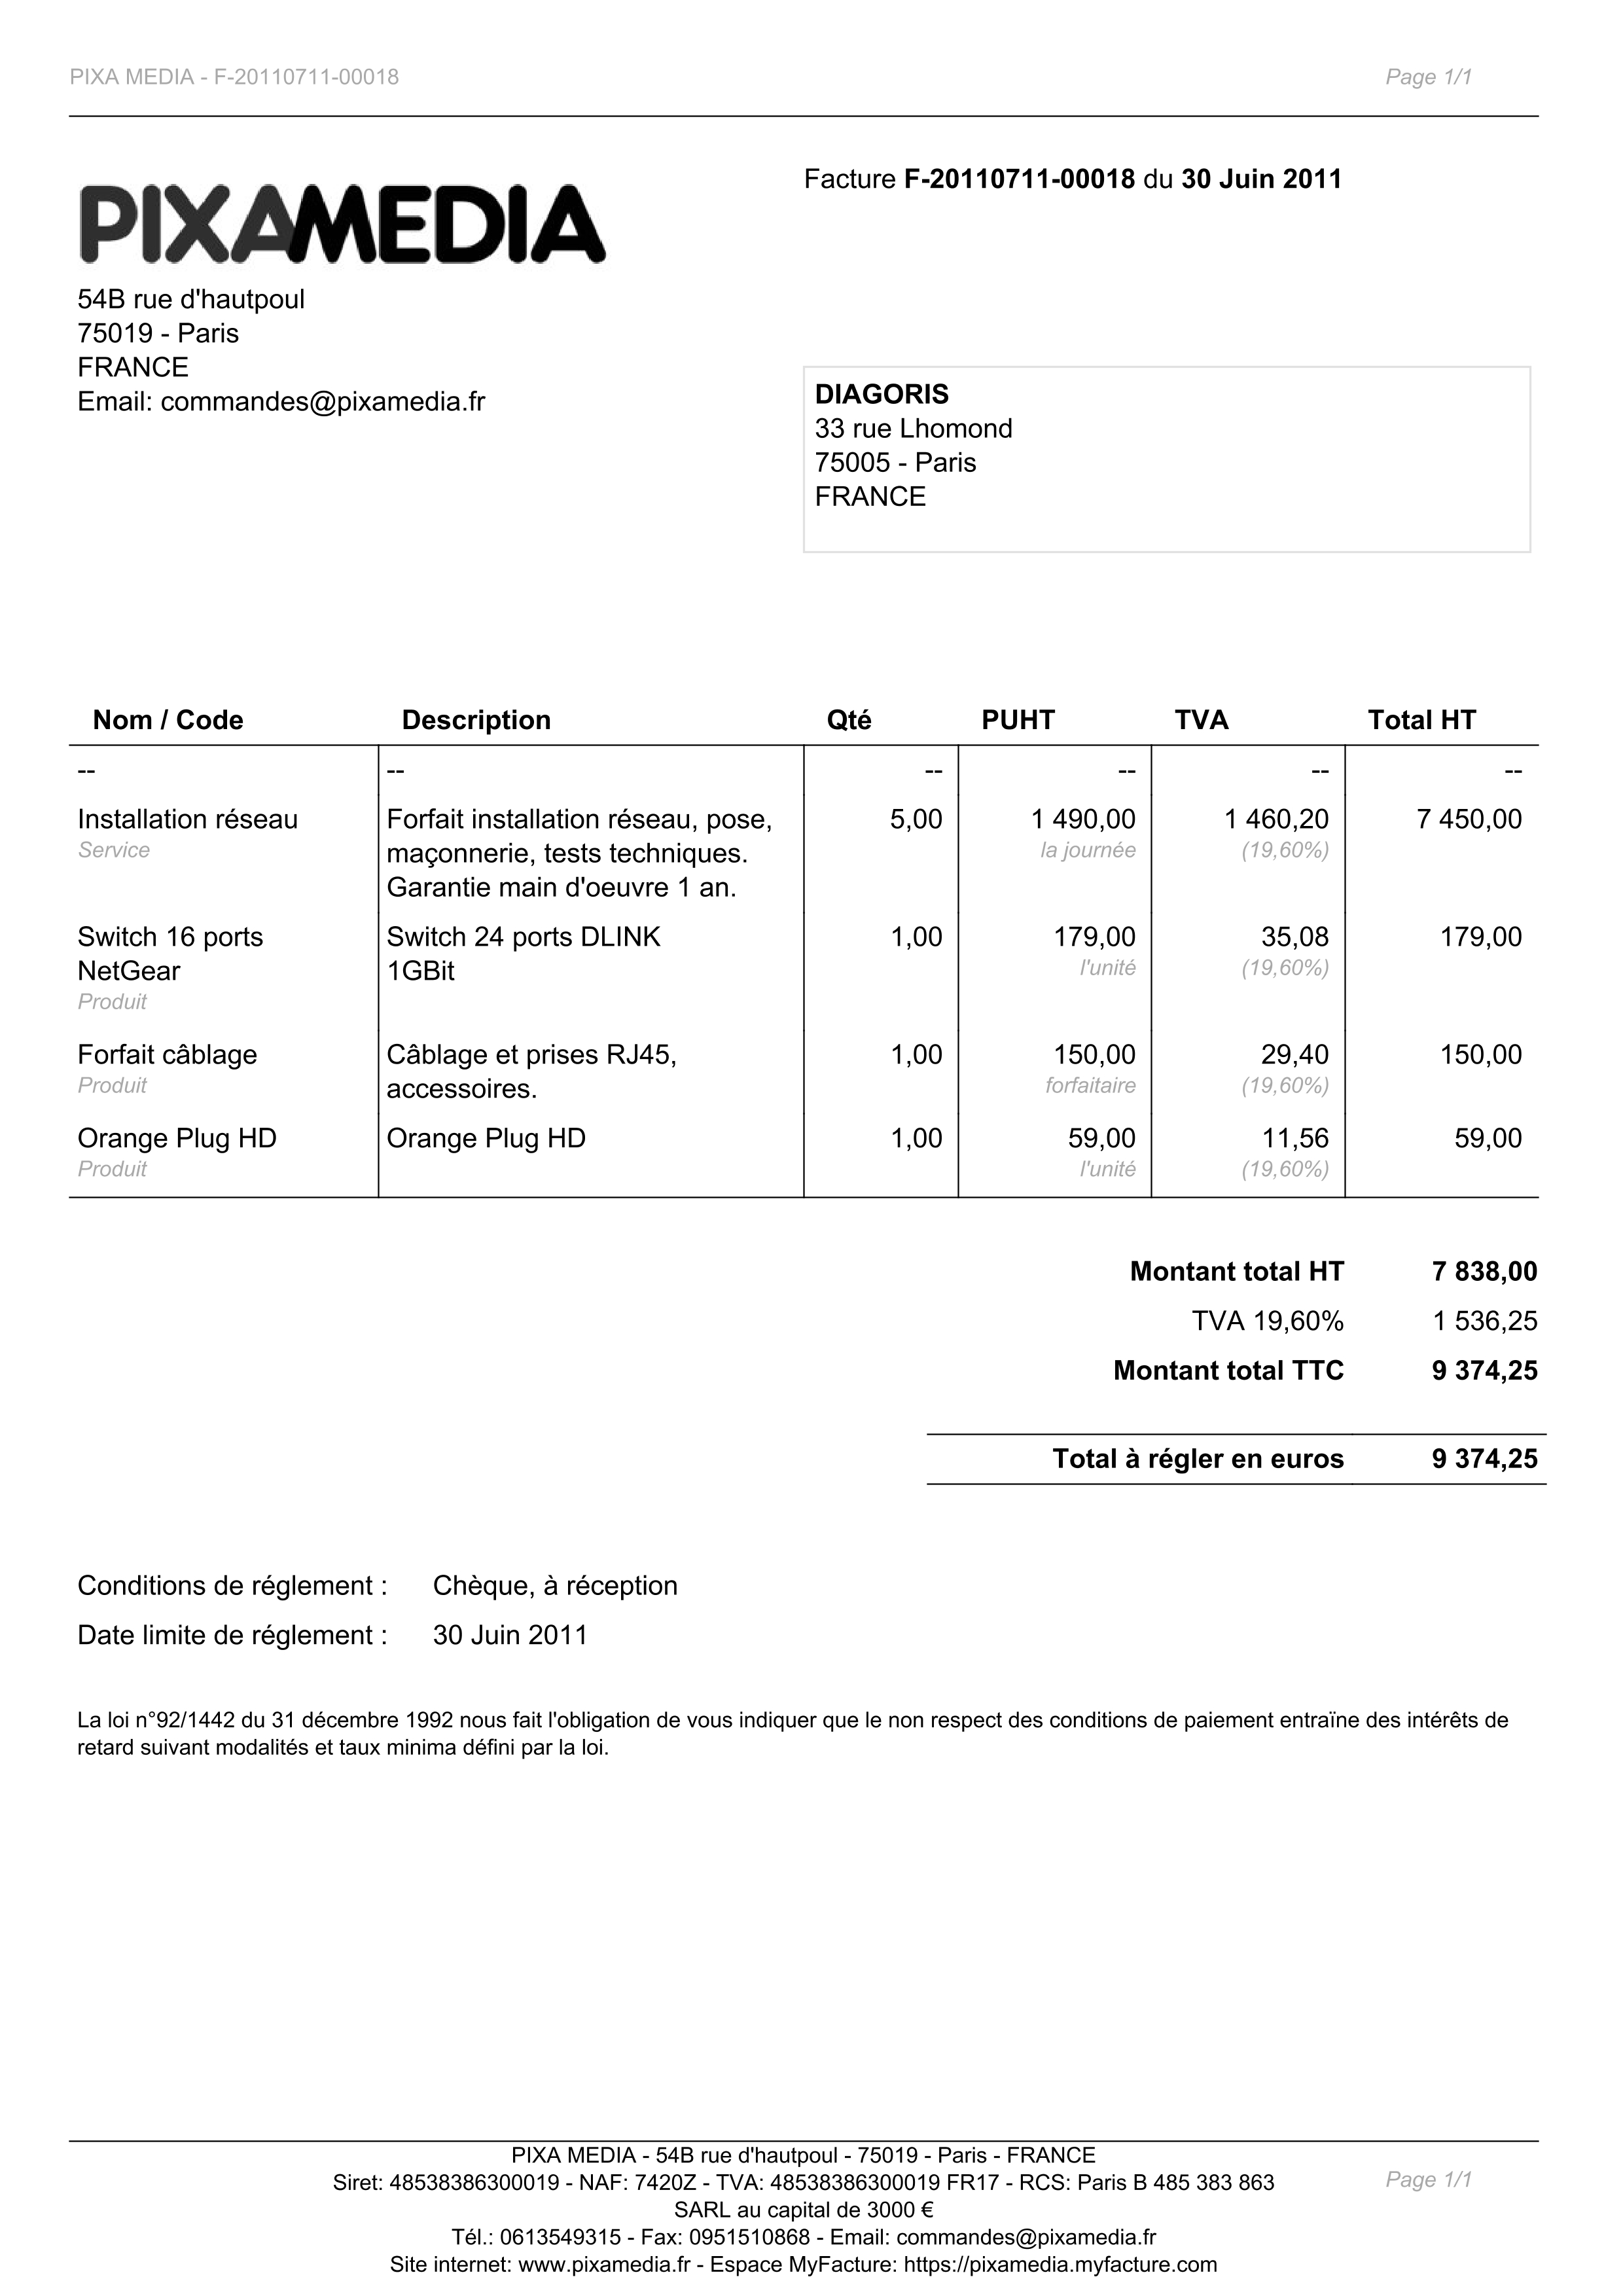 PIXA MEDIA - F-20110711-00018 Page 1/1
PIXAMEDIA
Facture F-20110711-00018 du 30 Juin 2011
54B rue d'hautpoul
75019 - Paris
FRANCE
Email: commandes@pixamedia.fr
DIAGORIS
33 rue Lhomond
75005 - Paris
FRANCE
Nom / Code Description Qté PUHT TVA Total HT
-- -- -- -- -- --
Installation réseau Forfait installation réseau, pose, 5,00 1 490,00 1 460,20 7 450,00
Service maçonnerie, tests techniques. la journée (19,60%)
Garantie main d'oeuvre 1 an.
Switch 16 ports Switch 24 ports DLINK 1,00 179,00 35,08 179,00
NetGear 1GBit l'unité (19,60%)
Produit
Forfait câblage Câblage et prises RJ45, 1,00 150,00 29,40 150,00
Produit accessoires. forfaitaire (19,60%)
Orange Plug HD Orange Plug HD 1,00 59,00 11,56 59,00
Produit l'unité (19,60%)
Montant total HT 7 838,00
TVA 19,60% 1 536,25
Montant total TTC 9 374,25
Total à régler en euros 9 374,25
Conditions de réglement : Chèque, à réception
Date limite de réglement : 30 Juin 2011
La loi n°92/1442 du 31 décembre 1992 nous fait l'obligation de vous indiquer que le non respect des conditions de paiement entraïne des intérêts de
retard suivant modalités et taux minima défini par la loi.
PIXA MEDIA - 54B rue d'hautpoul - 75019 - Paris - FRANCE
Siret: 48538386300019 - NAF: 7420Z - TVA: 48538386300019 FR17 - RCS: Paris B 485 383 863 Page 1/1
SARL au capital de 3000 €
Tél.: 0613549315 - Fax: 0951510868 - Email: commandes@pixamedia.fr
Site internet: www.pixamedia.fr - Espace MyFacture: https://pixamedia.myfacture.com